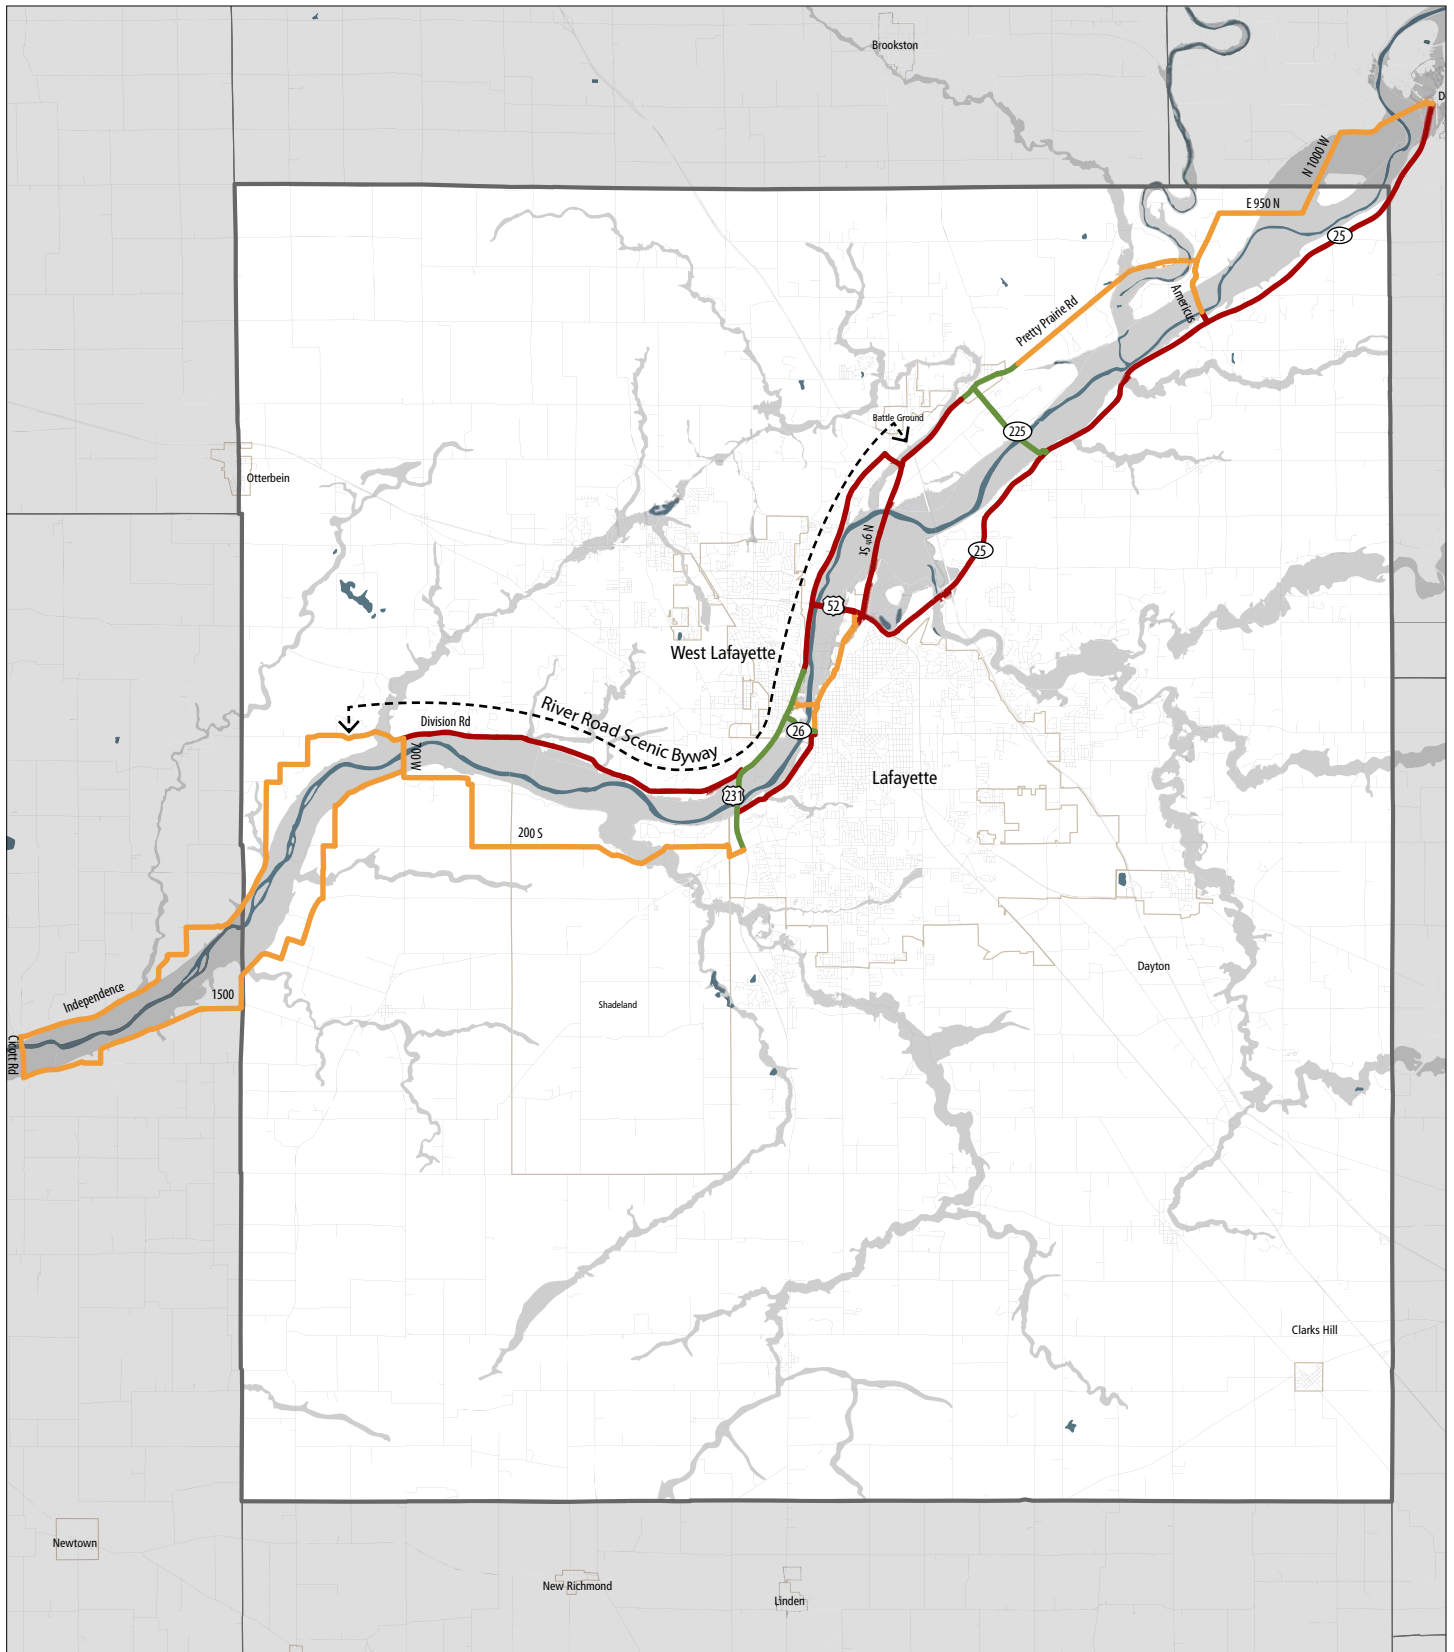 Brookston
D
N 1000 W
E 950 N
25
Americus
Pretty Prairie Rd
Battle Ground
225
Otterbein
N 9th St
25
52
West Lafayette
River Road Scenic Byway
Division Rd
26
700 W
Lafayette
231
200 S
Dayton
Independence
1500
Shadeland
Rd
Clarks Hill
Newtown
New Richmond
Linden